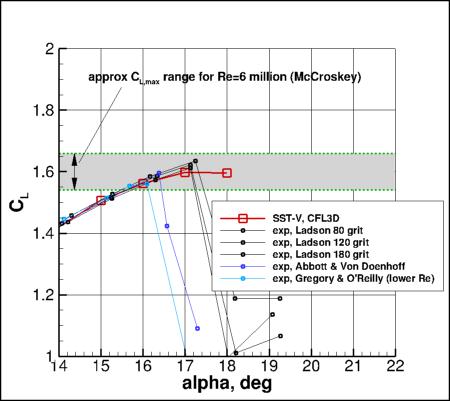 2
approx CL,max range for Re=6 million (McCroskey)
1.8
1.6
CL
1.4
SST-V, CFL3D
exp, Ladson 80 grit
exp, Ladson 120 grit
exp, Ladson 180 grit
exp, Abbott & Von Doenhoff
exp, Gregory & O'Reilly (lower Re)
1.2
1
14 15 16 17 18 19 20 21 22
alpha, deg